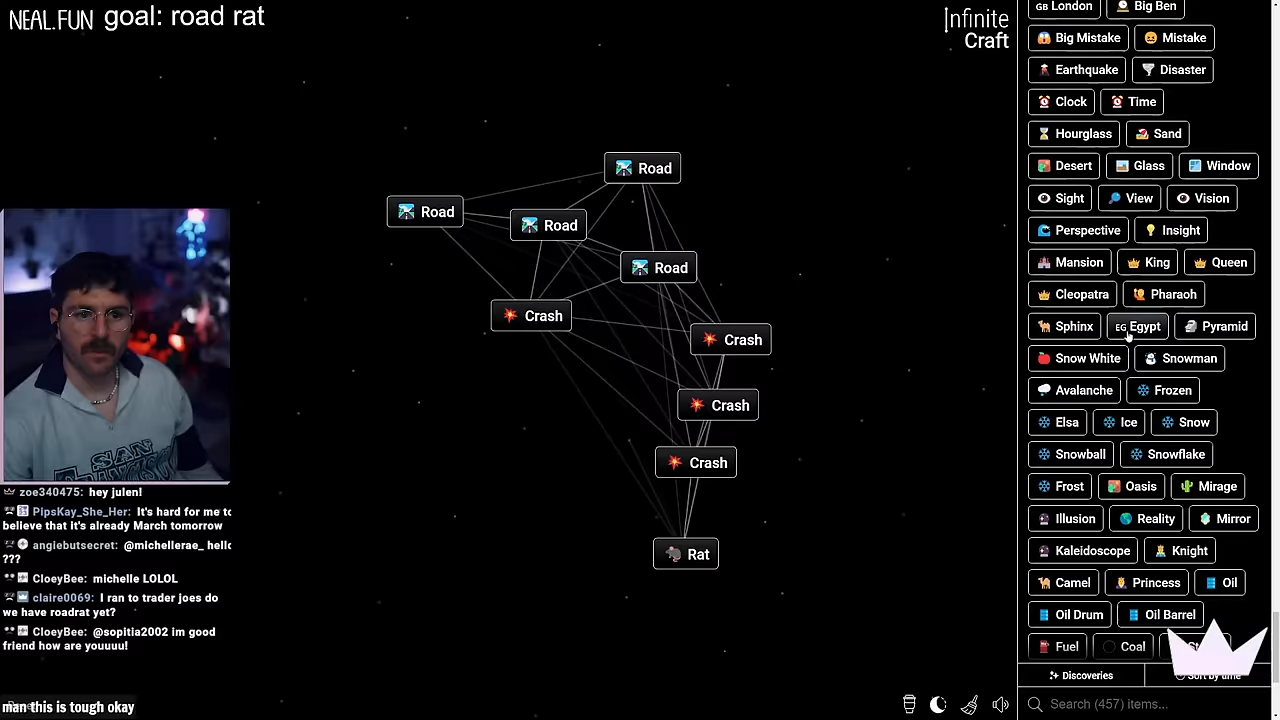 NEAL.FUN goal: road rat
Infinite
Craft
Road
Road
Road
Road
Crash
Crash
Crash
Crash
Rat
GB London Big Ben
Big Mistake Mistake
Earthquake Disaster
Clock Time
Hourglass Sand
Desert Glass Window
Sight View Vision
Perspective Insight
Mansion King Queen
Cleopatra Pharaoh
Sphinx EG Egypt Pyramid
Snow White Snowman
Avalanche Frozen
Elsa Ice Snow
Snowball Snowflake
Frost Oasis Mirage
Illusion Reality Mirror
Kaleidoscope Knight
Camel Princess Oil
Oil Drum Oil Barrel
Fuel Coal
Discoveries Sort by time
Search (457) items...
zoe340475: hey julen!
PipsKay_She_Her: It's hard for me to
believe that it's already March tomorrow
anglebutsecret: @michellerae_ hello
???
CloeyBee: michelle LOLOL
claire0069: I ran to trader joes do
we have roadrat yet?
CloeyBee: @sopitia2002 im good
friend how are youuuu!
man this is tough okay